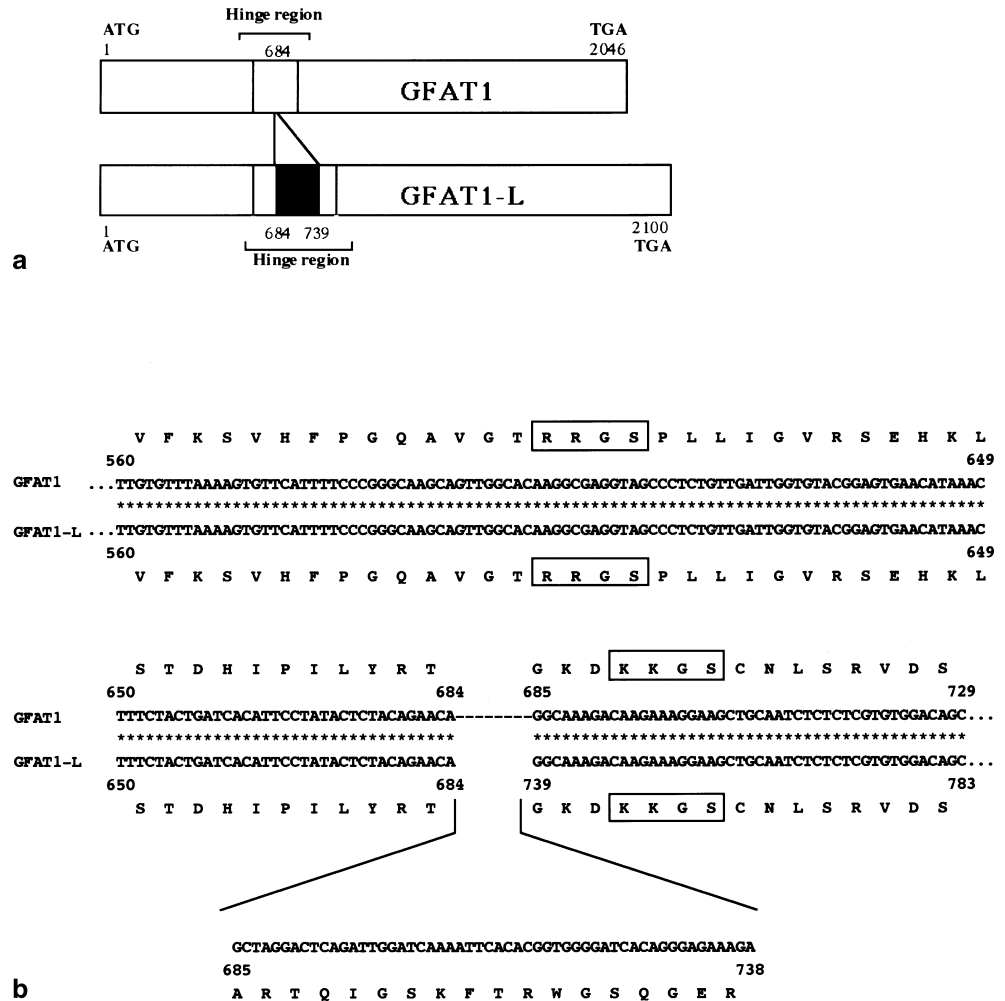 Hinge region
ATG TGA
1 684 2046
GFAT1
GFAT1-L
1 684 739 2100
ATG TGA
Hinge region
a
V F K S V H F P G Q A V G T R R G S P L L I G V R S E H K L
560 649
GFAT1 ...TTGTGTTTAAAAGTGTTCATTTTCCCGGGCAAGCAGTTGGCACAAGGCGAGGTAGCCCTCTGTTGATTGGTGTACGGAGTGAACATAAAC
******************************************************************************************
GFAT1-L ...TTGTGTTTAAAAGTGTTCATTTTCCCGGGCAAGCAGTTGGCACAAGGCGAGGTAGCCCTCTGTTGATTGGTGTACGGAGTGAACATAAAC
560 649
V F K S V H F P G Q A V G T R R G S P L L I G V R S E H K L
S T D H I P I L Y R T G K D K K G S C N L S R V D S
650 684 685 729
GFAT1 TTTCTACTGATCACATTCCTATACTCTACAGAACA--------GGCAAAGACAAGAAAGGAAGCTGCAATCTCTCTCGTGTGGACAGC...
*********************************** *********************************************
GFAT1-L TTTCTACTGATCACATTCCTATACTCTACAGAACA GGCAAAGACAAGAAAGGAAGCTGCAATCTCTCTCGTGTGGACAGC...
650 684 739 783
S T D H I P I L Y R T G K D K K G S C N L S R V D S
GCTAGGACTCAGATTGGATCAAAATTCACACGGTGGGGATCACAGGGAGAAAGA
685 738
A R T Q I G S K F T R W G S Q G E R
b